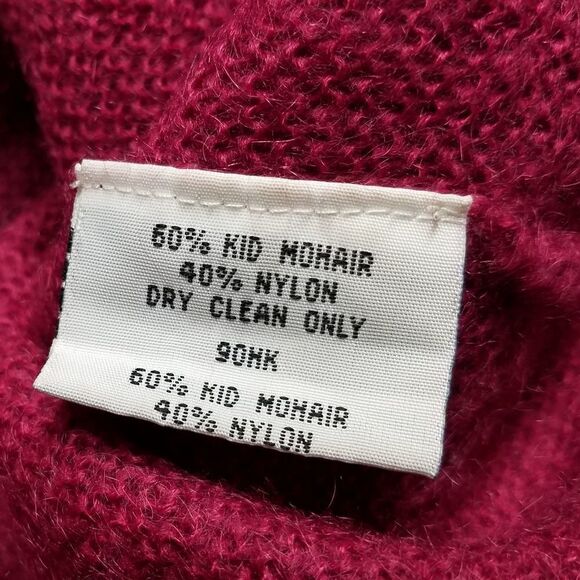 60% KID MOHAIR
40% NYLON
DRY CLEAN ONLY
90HK
60% KID MOHAIR
40% NYLON